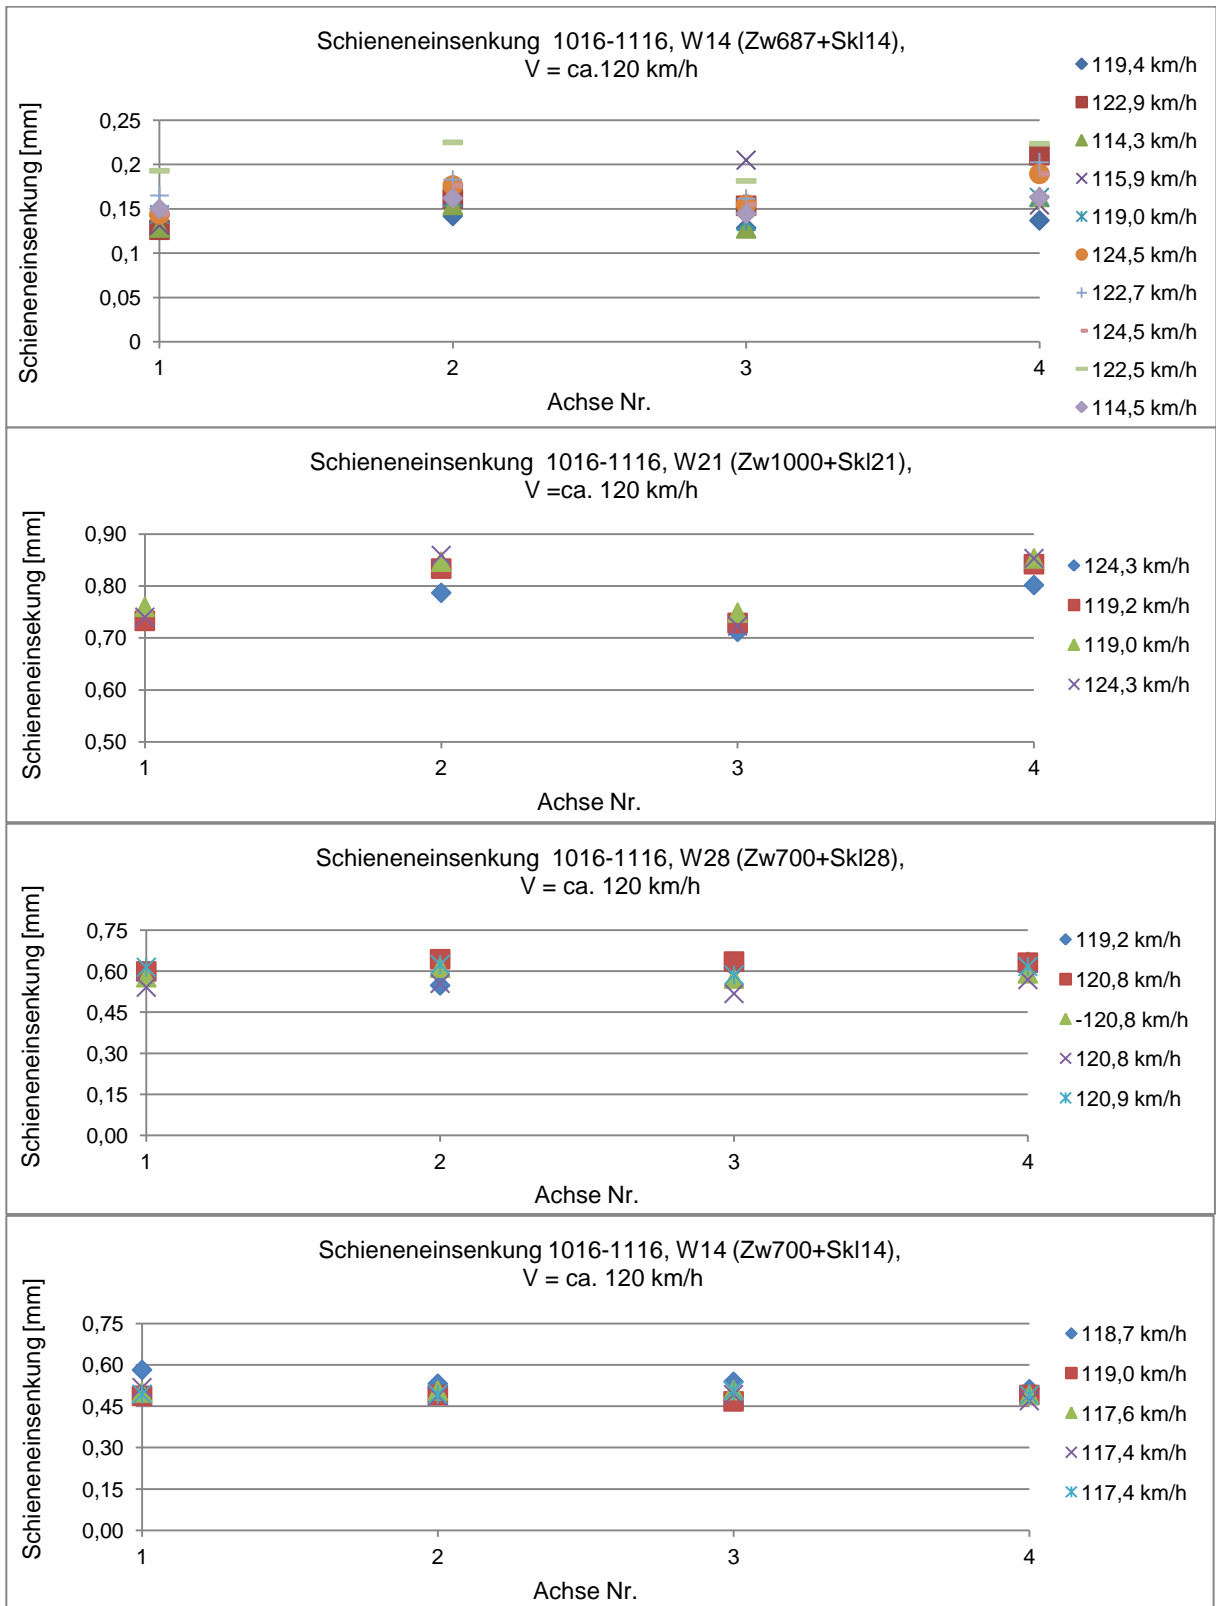 Schieneneinsenkung  1016-1116, W14 (Zw687+Skl14),
V = ca.120 km/h
Schieneneinsenkung [mm]
0,25
0,2
0,15
0,1
0,05
0
1 2 3 4
Achse Nr.
119,4 km/h
122,9 km/h
114,3 km/h
115,9 km/h
119,0 km/h
124,5 km/h
122,7 km/h
124,5 km/h
122,5 km/h
114,5 km/h
Schieneneinsenkung  1016-1116, W21 (Zw1000+Skl21),
V =ca. 120 km/h
Schieneneinsekung [mm]
0,90
0,80
0,70
0,60
0,50
1 2 3 4
Achse Nr.
124,3 km/h
119,2 km/h
119,0 km/h
124,3 km/h
Schieneneinsenkung  1016-1116, W28 (Zw700+Skl28),
V = ca. 120 km/h
Schieneneinsenkung [mm]
0,75
0,60
0,45
0,30
0,15
0,00
1 2 3 4
Achse Nr.
119,2 km/h
120,8 km/h
-120,8 km/h
120,8 km/h
120,9 km/h
Schieneneinsenkung 1016-1116, W14 (Zw700+Skl14),
V = ca. 120 km/h
Schieneneinsenkung [mm]
0,75
0,60
0,45
0,30
0,15
0,00
1 2 3 4
Achse Nr.
118,7 km/h
119,0 km/h
117,6 km/h
117,4 km/h
117,4 km/h